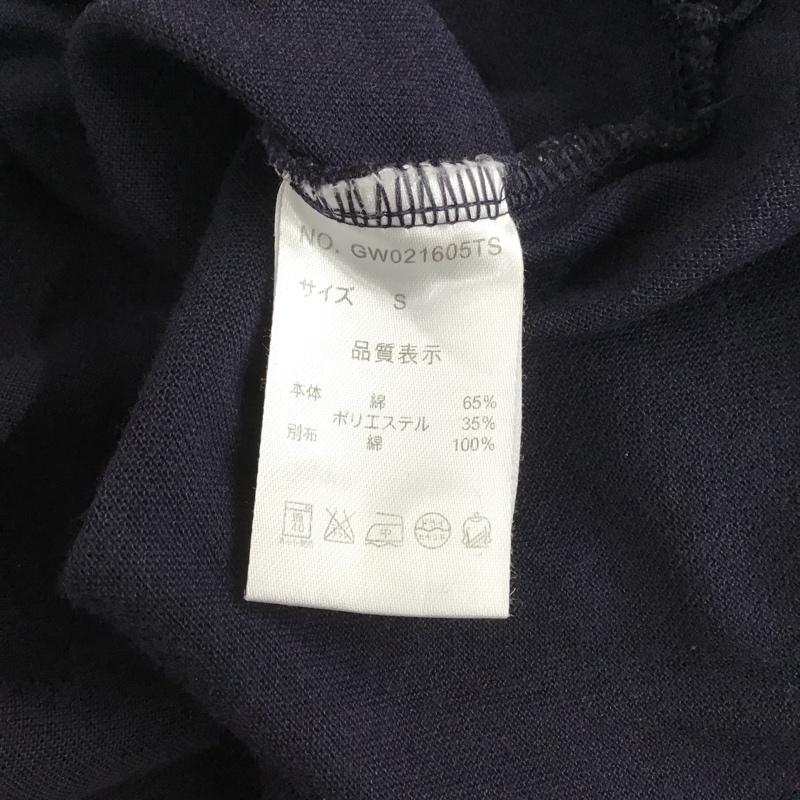 NO. GW021605TS
サイズ S
品質表示
本体 綿 65%
ポリエステル 35%
別布 綿 100%
中